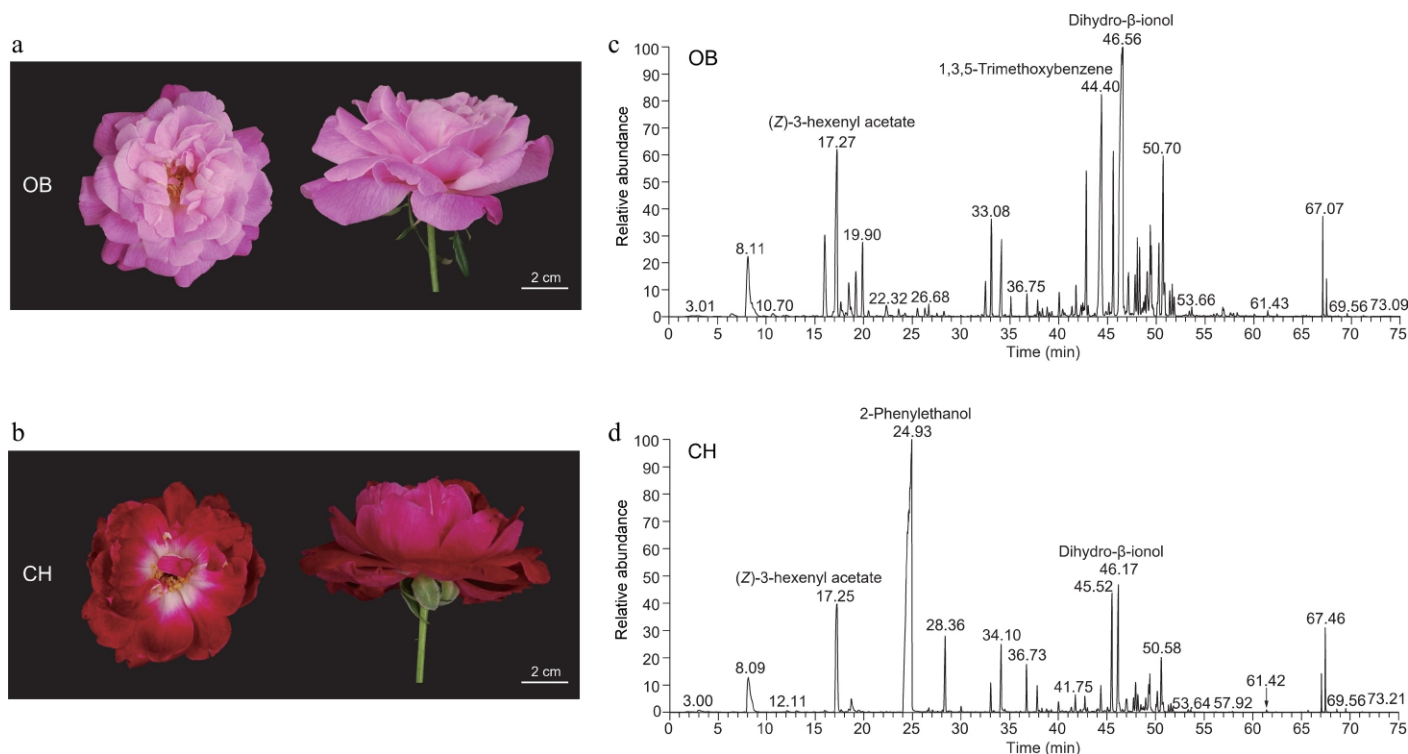 a
OB
2 cm
b
CH
2 cm
c
OB
Dihydro-β-ionol
46.56
1,3,5-Trimethoxybenzene
44.40
(Z)-3-hexenyl acetate
17.27
50.70
33.08
67.07
8.11
19.90
3.01
10.70
22.32
26.68
36.75
53.66
61.43
69.56
73.09
Relative abundance
100
90
80
70
60
50
40
30
20
10
0
0 5 10 15 20 25 30 35 40 45 50 55 60 65 70 75
Time (min)
d
CH
2-Phenylethanol
24.93
Dihydro-β-ionol
46.17
45.52
(Z)-3-hexenyl acetate
17.25
28.36
34.10
67.46
36.73
50.58
8.09
41.75
61.42
3.00
12.11
53.64
57.92
69.56
73.21
Relative abundance
100
90
80
70
60
50
40
30
20
10
0
0 5 10 15 20 25 30 35 40 45 50 55 60 65 70 75
Time (min)